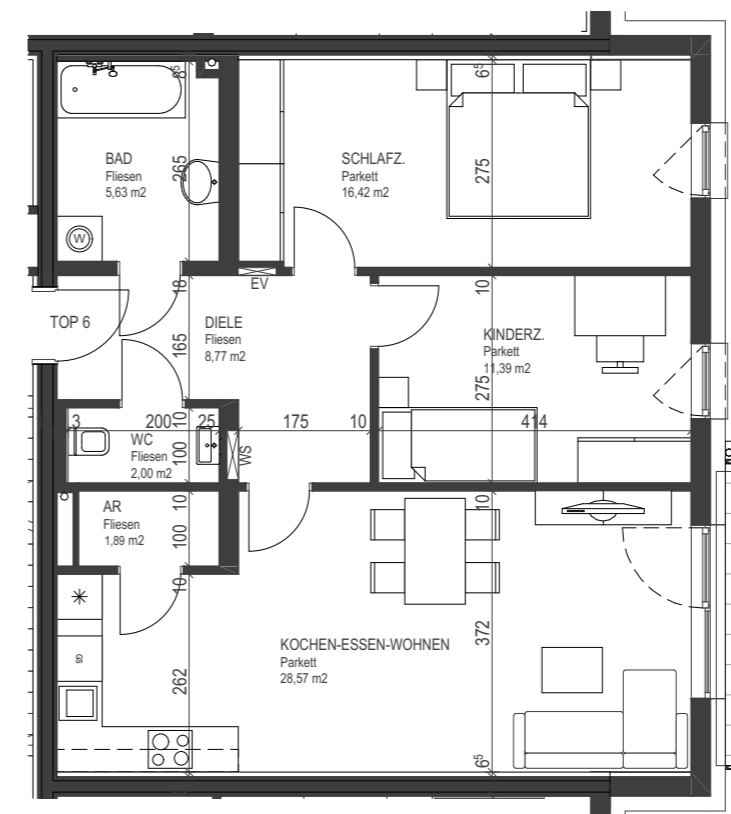 BAD
Fliesen
5,63 m2
8⁵
265
W
SCHLAFZ.
Parkett
16,42 m2
6⁵
275
TOP 6
18
165
DIELE
Fliesen
8,77 m2
EV
10
KINDERZ.
Parkett
11,39 m2
275
3
200
10
25
175
10
414
WC
Fliesen
2,00 m2
100
WS
AR
Fliesen
1,89 m2
10
100
10
10
GS
262
KOCHEN-ESSEN-WOHNEN
Parkett
28,57 m2
372
6⁵